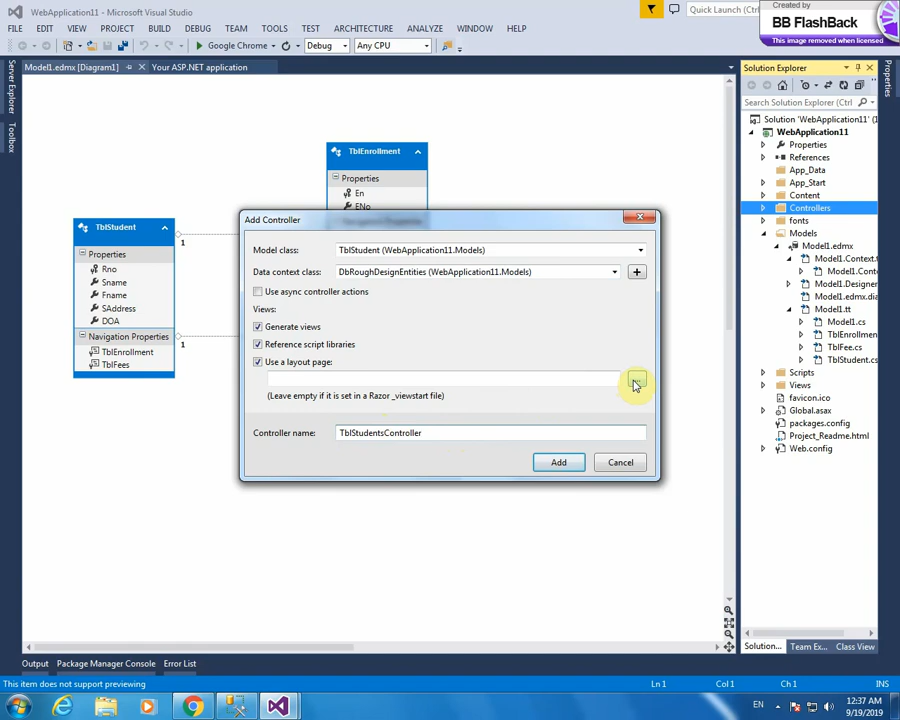 WebApplication11 - Microsoft Visual Studio
Quick Launch (
Created by
BB FlashBack
This image removed when licensed
FILE EDIT VIEW PROJECT BUILD DEBUG TEAM TOOLS TEST ARCHITECTURE ANALYZE WINDOW HELP
Google Chrome Debug Any CPU
Server Explorer
Toolbox
Model1.edmx [Diagram1] Your ASP.NET application
TblEnrollment
Properties
En
ENo
TblStudent
Properties
Rno
Sname
Fname
SAddress
DOA
Navigation Properties
TblEnrollment
TblFees
1
1
Add Controller
Model class: TblStudent (WebApplication11.Models)
Data context class: DbRoughDesignEntities (WebApplication11.Models)
Use async controller actions
Views:
Generate views
Reference script libraries
Use a layout page:
(Leave empty if it is set in a Razor _viewstart file)
Controller name: TblStudentsController
Add Cancel
Solution Explorer
Search Solution Explorer (Ctrl
Solution 'WebApplication11' (1
WebApplication11
Properties
References
App_Data
App_Start
Content
Controllers
fonts
Models
Model1.edmx
Model1.Context.
Model1.Conte
Model1.Designe
Model1.edmx.dia
Model1.tt
Model1.cs
TblEnrollment
TblFee.cs
TblStudent.cs
Scripts
Views
favicon.ico
Global.asax
packages.config
Project_Readme.html
Web.config
Solution... Team Ex... Class View
Properties
Output Package Manager Console Error List
This item does not support previewing Ln 1 Col 1 Ch 1 INS
EN 12:37 AM
9/19/2019